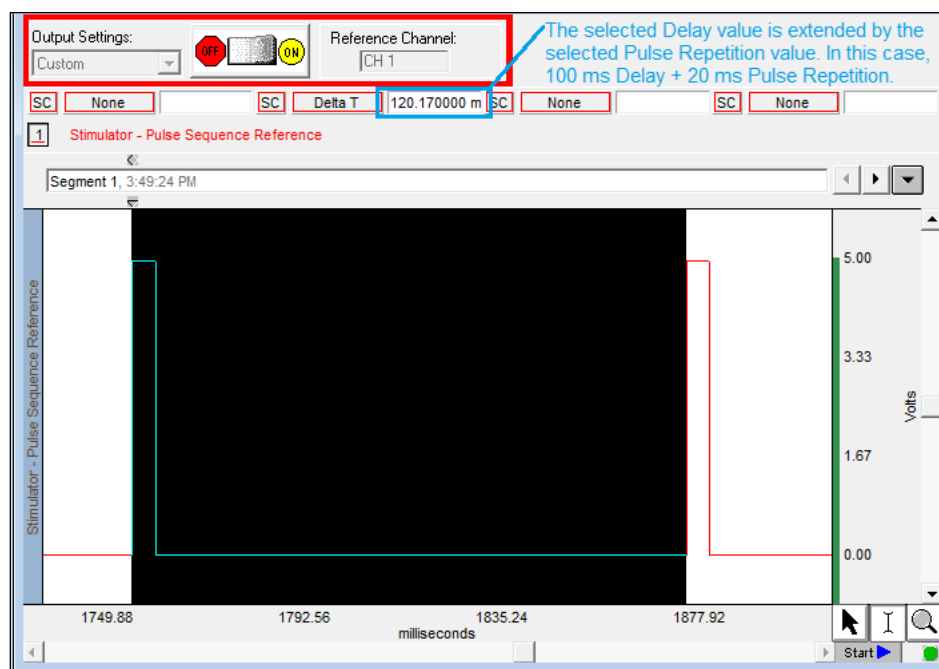 Output Settings:
Custom
OFF
ON
Reference Channel:
CH 1
The selected Delay value is extended by the
selected Pulse Repetition value. In this case,
100 ms Delay + 20 ms Pulse Repetition.
SC None SC Delta T 120.170000 m SC None SC None
1 Stimulator - Pulse Sequence Reference
Segment 1, 3:49:24 PM
Stimulator - Pulse Sequence Reference
5.00
3.33
1.67
0.00
Volts
1749.88 1792.56 1835.24 1877.92
milliseconds
Start